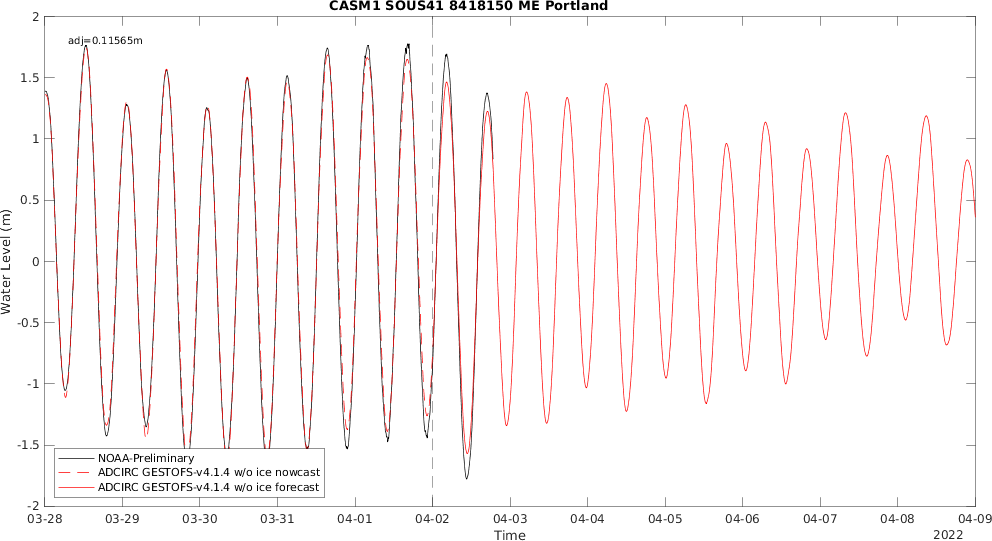 CASM1 SOUS41 8418150 ME Portland
adj=0.11565m
2
1.5
1
0.5
0
-0.5
-1
-1.5
-2
Water Level (m)
NOAA-Preliminary
ADCIRC GESTOFS-v4.1.4 w/o ice nowcast
ADCIRC GESTOFS-v4.1.4 w/o ice forecast
03-28 03-29 03-30 03-31 04-01 04-02 04-03 04-04 04-05 04-06 04-07 04-08 04-09
Time
2022